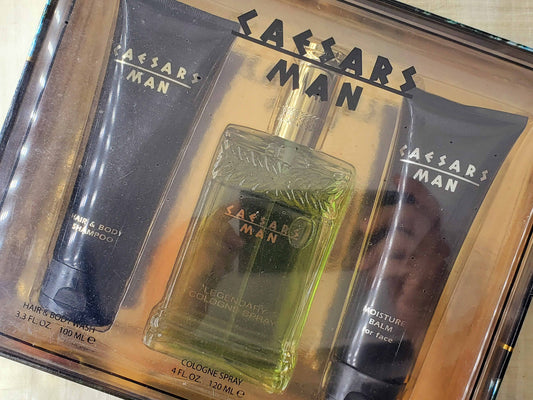 CAESARS
MAN
CAESARS
MAN
HAIR & BODY
SHAMPOO
HAIR & BODY WASH
3.3 FL. OZ 100 ML ℮
CAESARS
MAN
LEGENDARY
COLOGNE SPRAY
COLOGNE SPRAY
4 FL. OZ 120 ML ℮
CAESARS
MAN
MOISTURE
BALM
for face